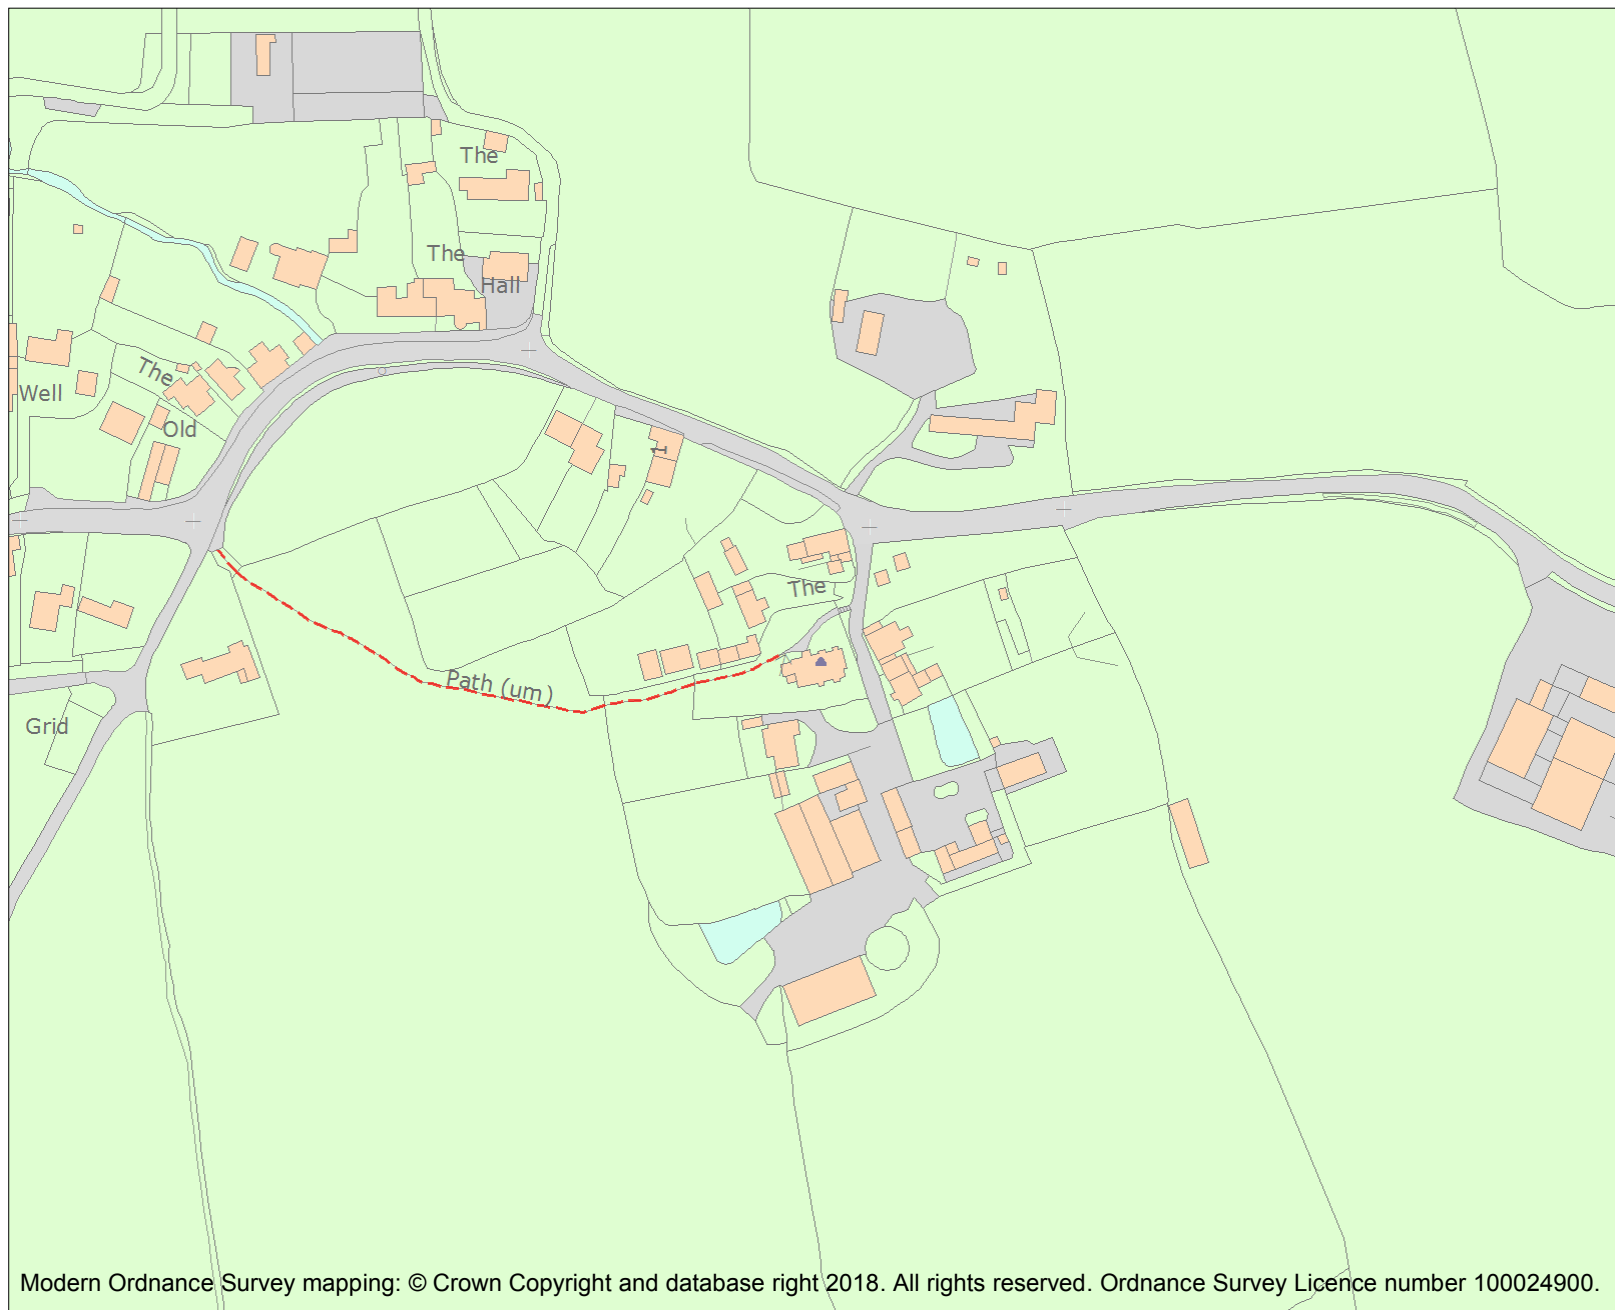 The
The
Hall
The
Well
Old
1
The
Path (um)
Grid
Modern Ordnance Survey mapping: © Crown Copyright and database right 2018. All rights reserved. Ordnance Survey Licence number 100024900.